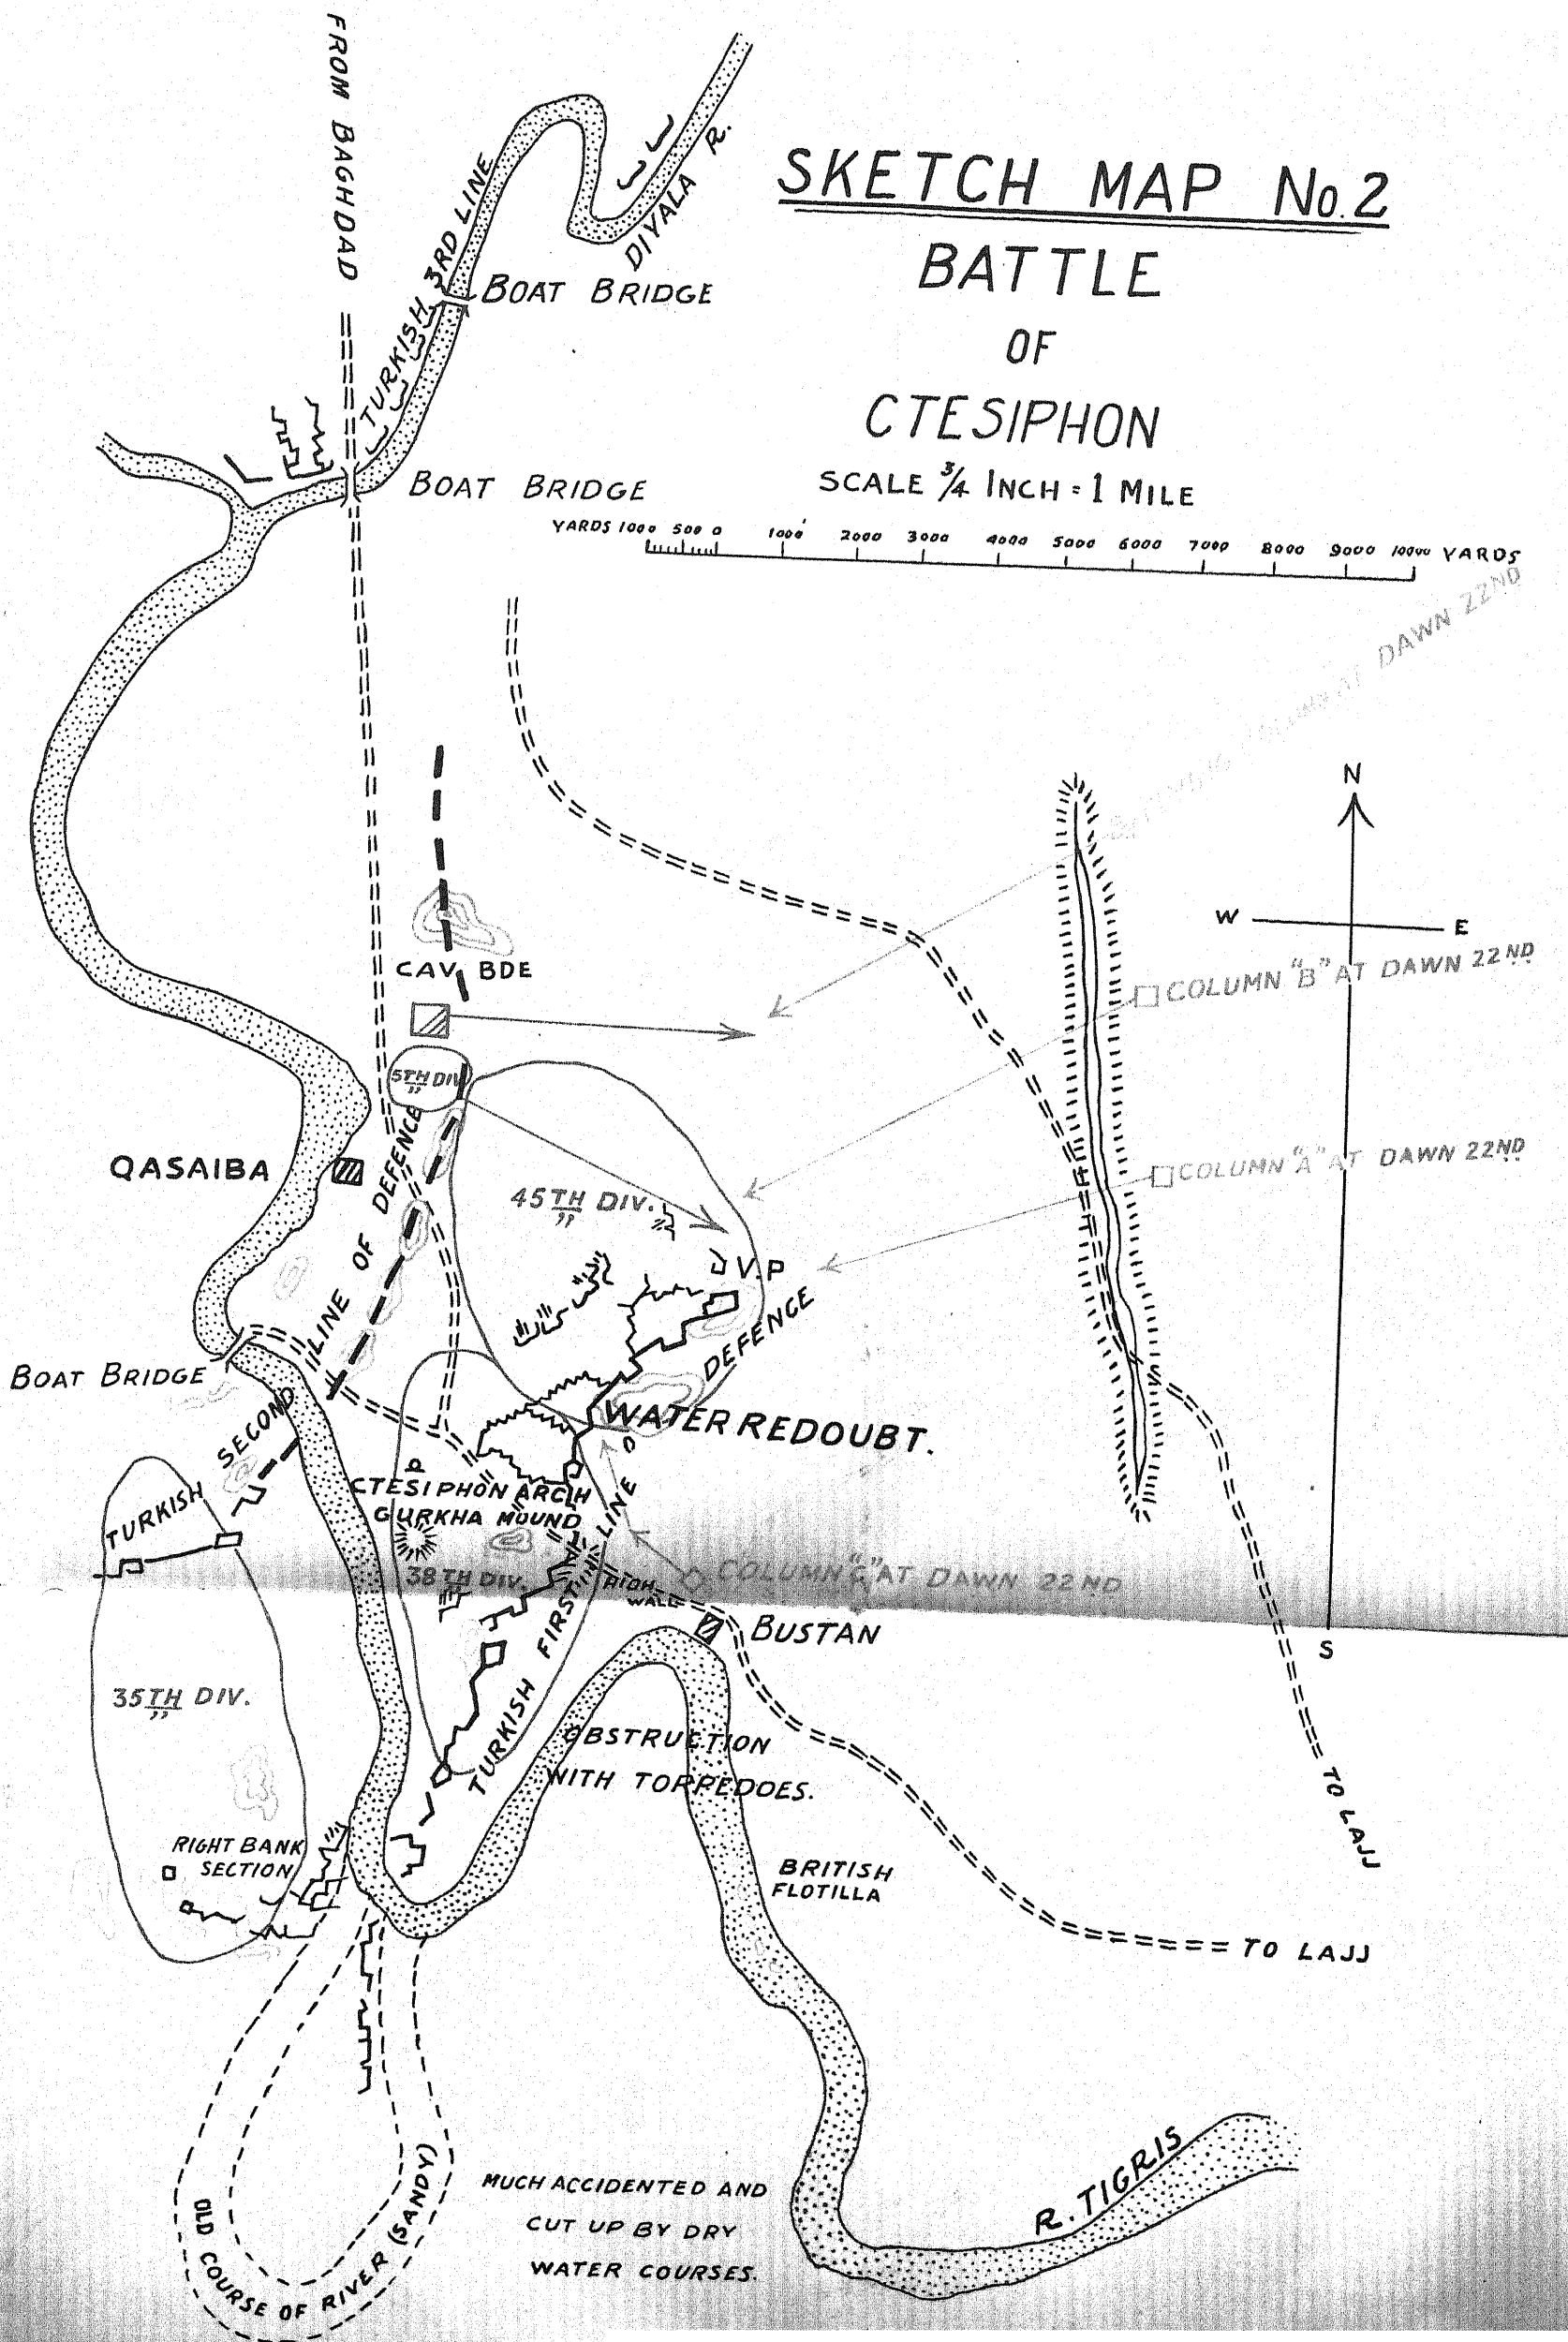 FROM BAGHDAD
SKETCH MAP No. 2
BATTLE
OF
CTESIPHON
SCALE 3/4 INCH = 1 MILE
YARDS 1000 500 0 1000 2000 3000 4000 5000 6000 7000 8000 9000 10000 YARDS
DIYALA R.
TURKISH 3RD LINE
BOAT BRIDGE
BOAT BRIDGE
COLUMN AT DAWN 22ND
N
W E
S
CAV. BDE
COLUMN "B" AT DAWN 22ND
5TH DIV
COLUMN "A" AT DAWN 22ND
QASAIBA
45TH DIV.
V.P
BOAT BRIDGE
TURKISH SECOND LINE OF DEFENCE
WATER REDOUBT.
CTESIPHON ARCH
GURKHA MOUND
38TH DIV.
TURKISH FIRST LINE O DEFENCE
HIGH
WALL
COLUMN "C" AT DAWN 22ND
BUSTAN
35TH DIV.
OBSTRUCTION
WITH TORPEDOES.
RIGHT BANK
SECTION
BRITISH
FLOTILLA
TO LAJJ
TO LAJJ
OLD COURSE OF RIVER (SANDY)
MUCH ACCIDENTED AND
CUT UP BY DRY
WATER COURSES.
R. TIGRIS